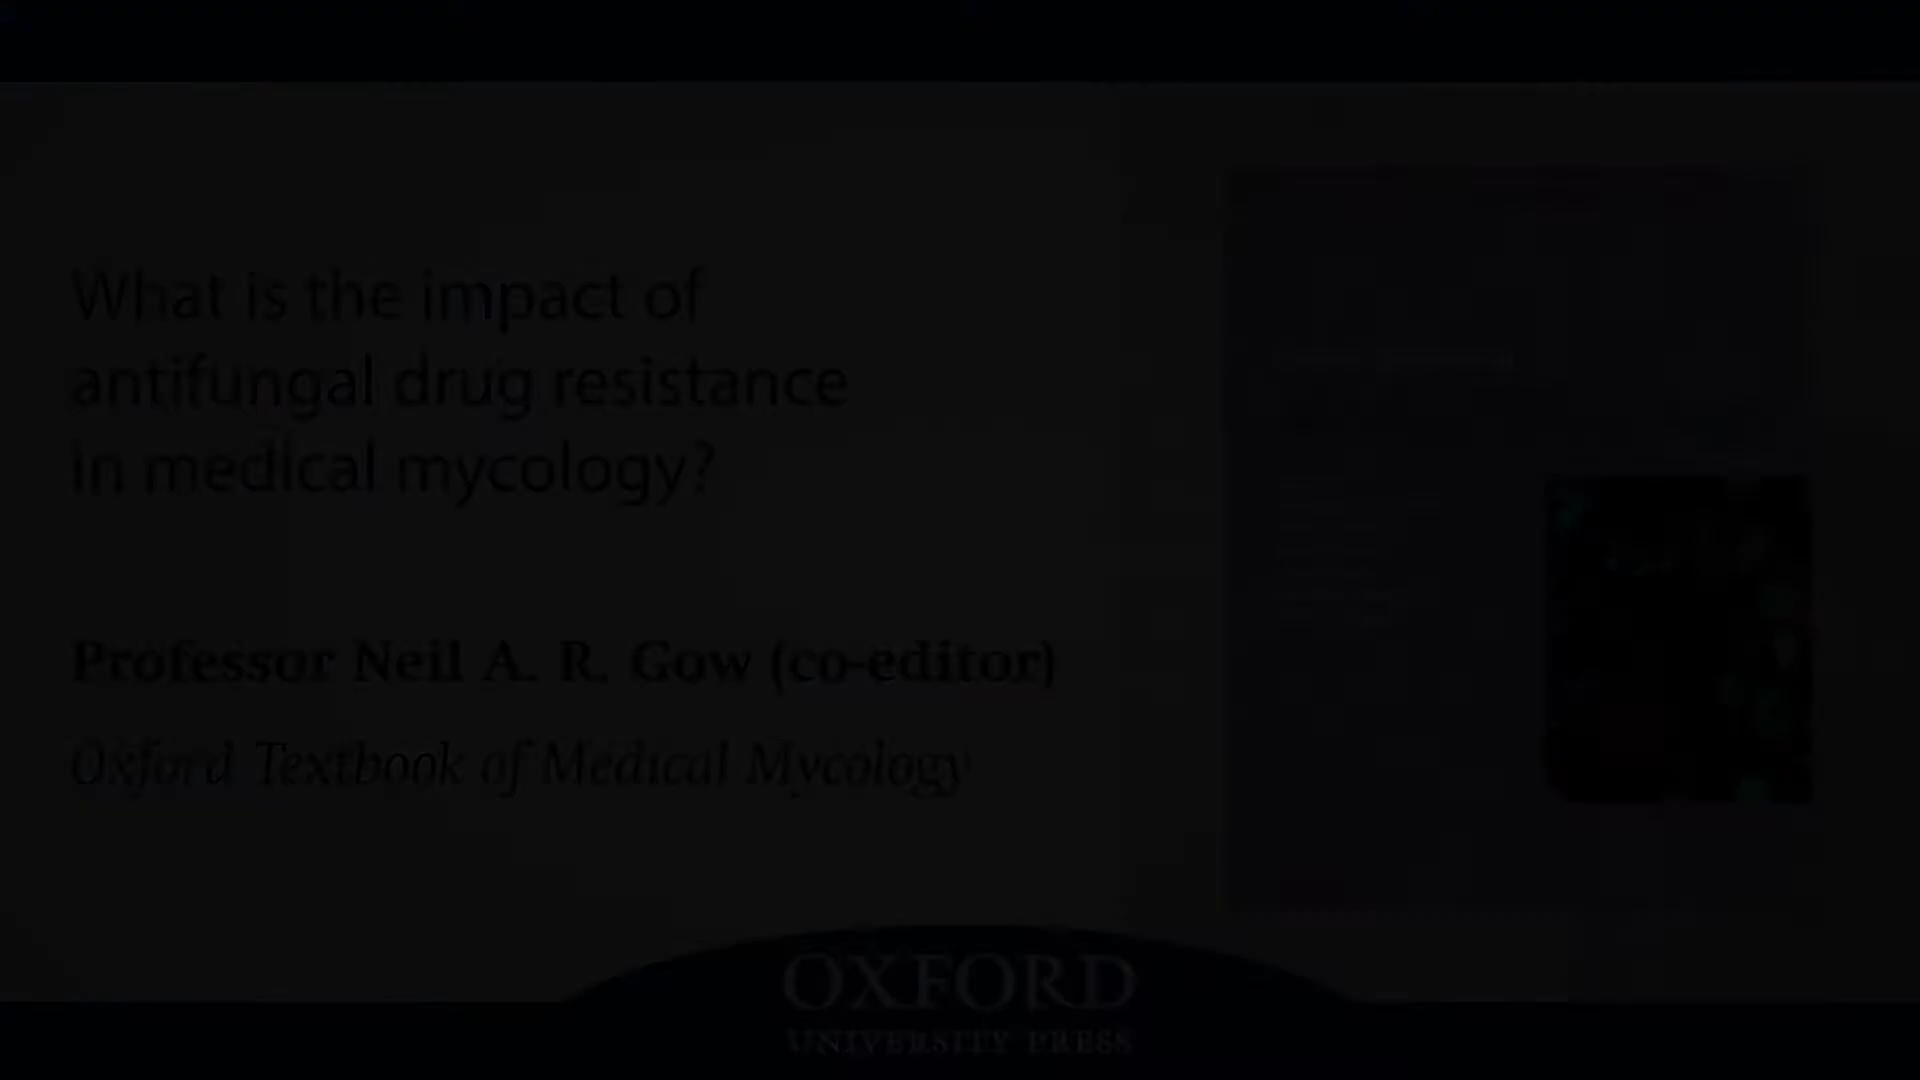 What is the impact of
antifungal drug resistance
in medical mycology?
Professor Neil A. R. Gow (co-editor)
Oxford Textbook of Medical Mycology
OXFORD
UNIVERSITY PRESS